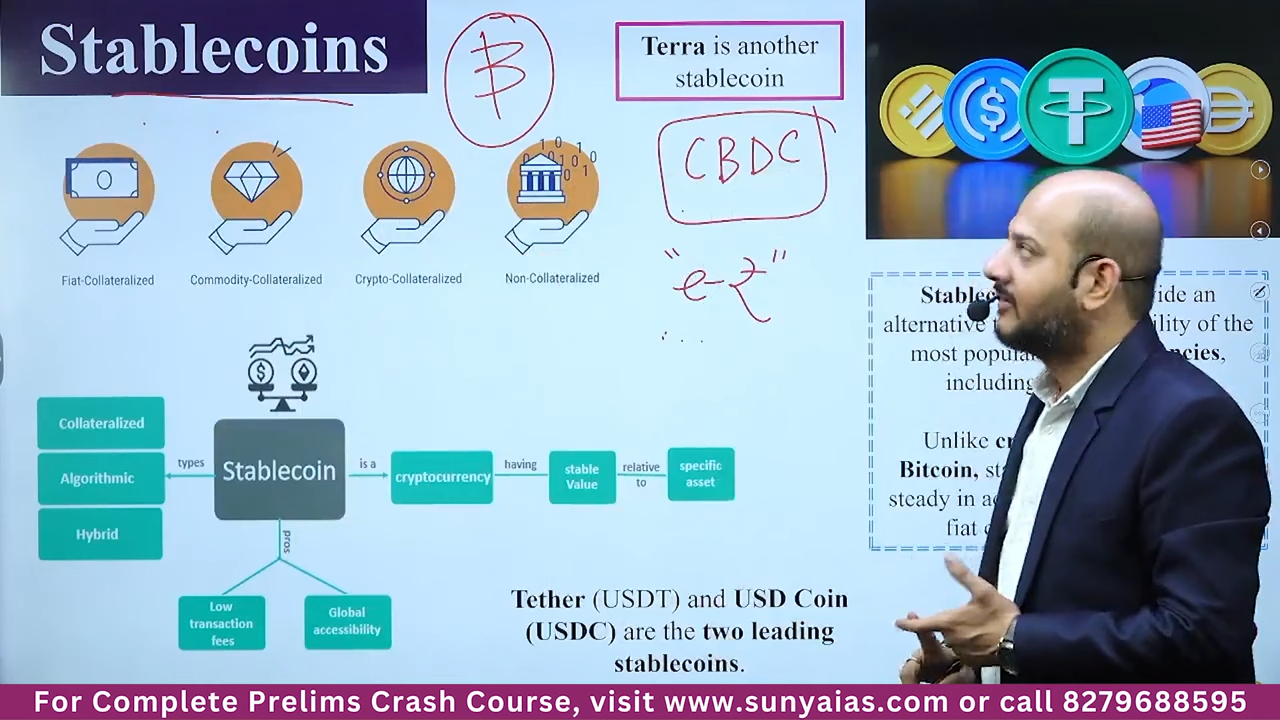 Stablecoins
₿
Terra is another
stablecoin
CBDC
"e-₹"
Fiat-Collateralized
Commodity-Collateralized
Crypto-Collateralized
Non-Collateralized
Collateralized
Algorithmic
Hybrid
types
Stablecoin
is a
cryptocurrency
having
stable
Value
relative
to
specific
asset
pros
Low
transaction
fees
Global
accessibility
Tether (USDT) and USD Coin
(USDC) are the two leading
stablecoins.
an
alternative of the
most
including
Unlike
Bitcoin,
steady in
fiat
For Complete Prelims Crash Course, visit www.sunyaias.com or call 8279688595